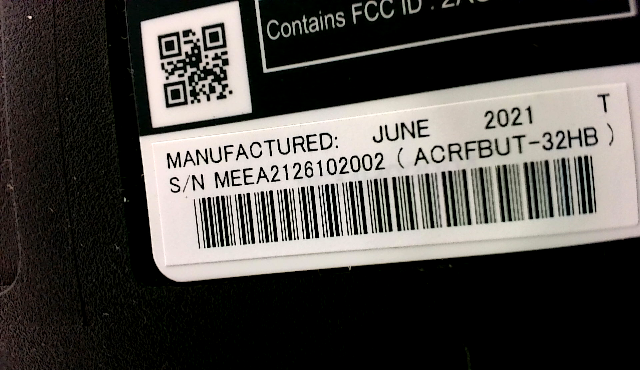 Contains FCC ID : 
MANUFACTURED: JUNE 2021 T
S/N MEEA2126102002 ( ACRFBUT-32HB )